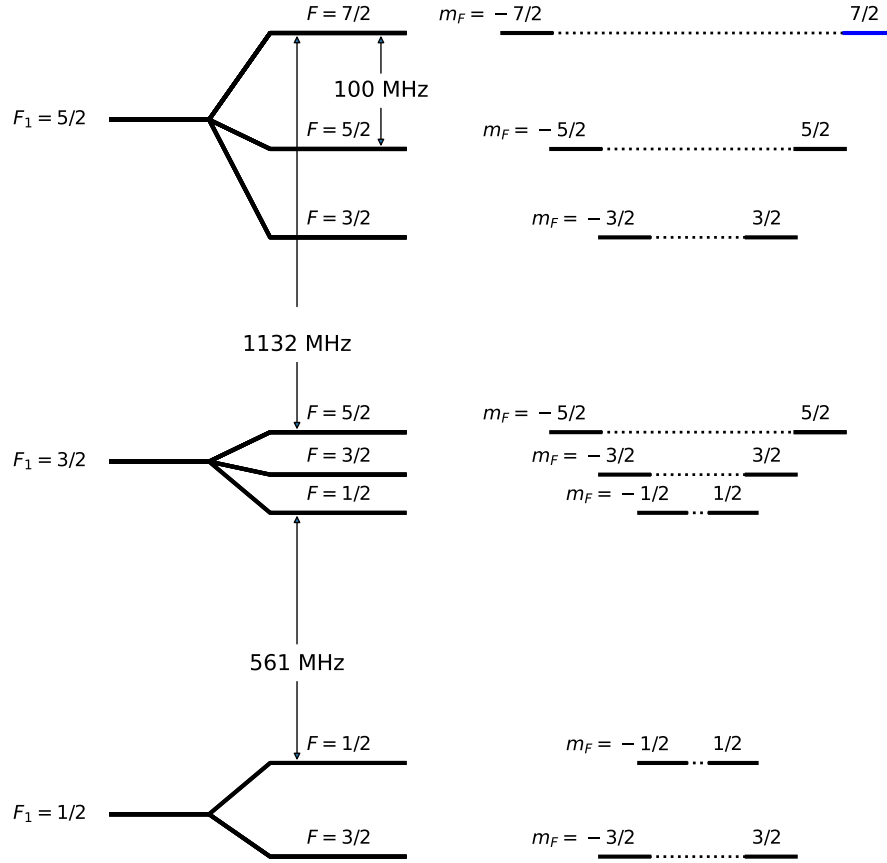 F = 7/2 m_F = − 7/2 7/2
100 MHz
F_1 = 5/2
F = 5/2 m_F = − 5/2 5/2
F = 3/2 m_F = − 3/2 3/2
1132 MHz
F = 5/2 m_F = − 5/2 5/2
F_1 = 3/2
F = 3/2 m_F = − 3/2 3/2
F = 1/2 m_F = − 1/2 1/2
561 MHz
F = 1/2 m_F = − 1/2 1/2
F_1 = 1/2
F = 3/2 m_F = − 3/2 3/2